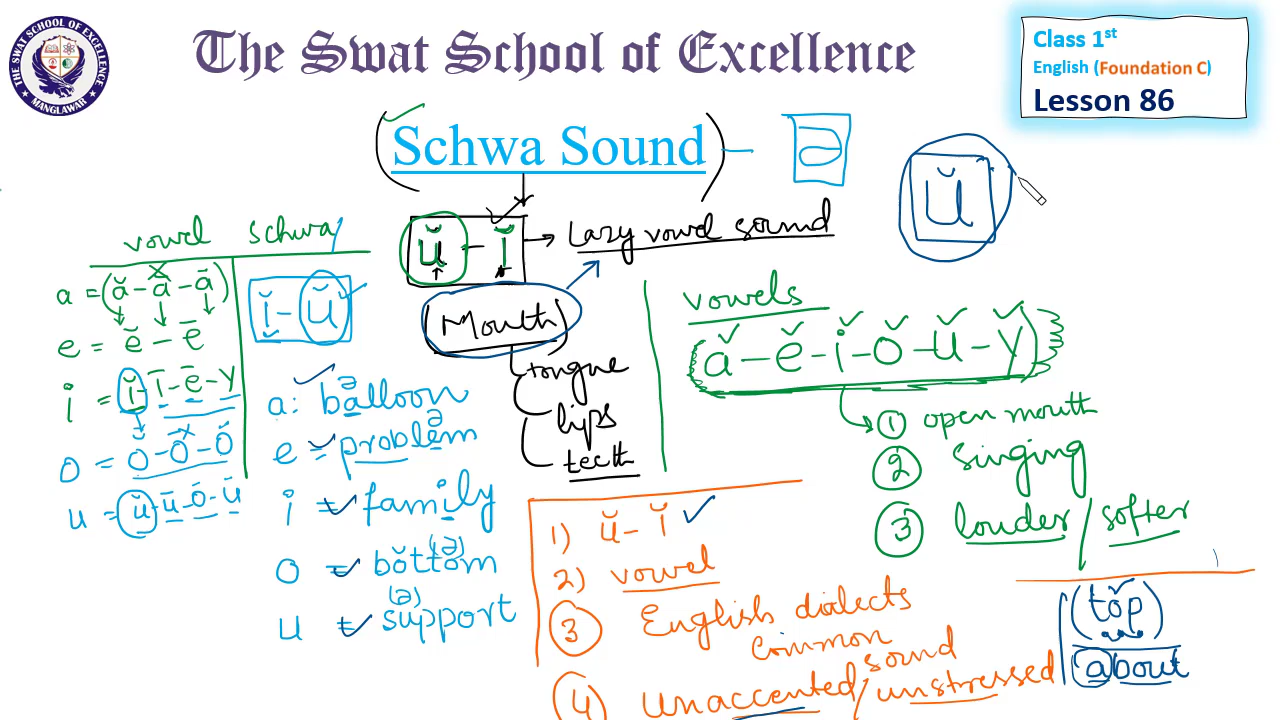 THE SWAT SCHOOL OF EXCELLENCE
MANGLAWAR
The Swat School of Excellence
Class 1st
English (Foundation C)
Lesson 86
(Schwa Sound) - ə
ŭ - ĭ → Lazy vowel sound
ŭ
(Mouth)
tongue
lips
teeth
vowel schwa
a = (ă - a - ā)
e = ĕ - ē
i = ĭ - ī - ē - y
o = ŏ - ō - ŏ
u = ŭ - ū - ō - ū
ĭ - ŭ
a: balloon
ə
e = problem
ə
i = family
o = bŏttom
(ə)
u = support
(ə)
vowels
ă - ĕ - ĭ - ŏ - ŭ - y̆
① open mouth
② singing
③ louder / softer
1) ŭ - ĭ
2) vowel
③ English dialects
common
sound
④ Unaccented / unstressed
(tŏp)
about